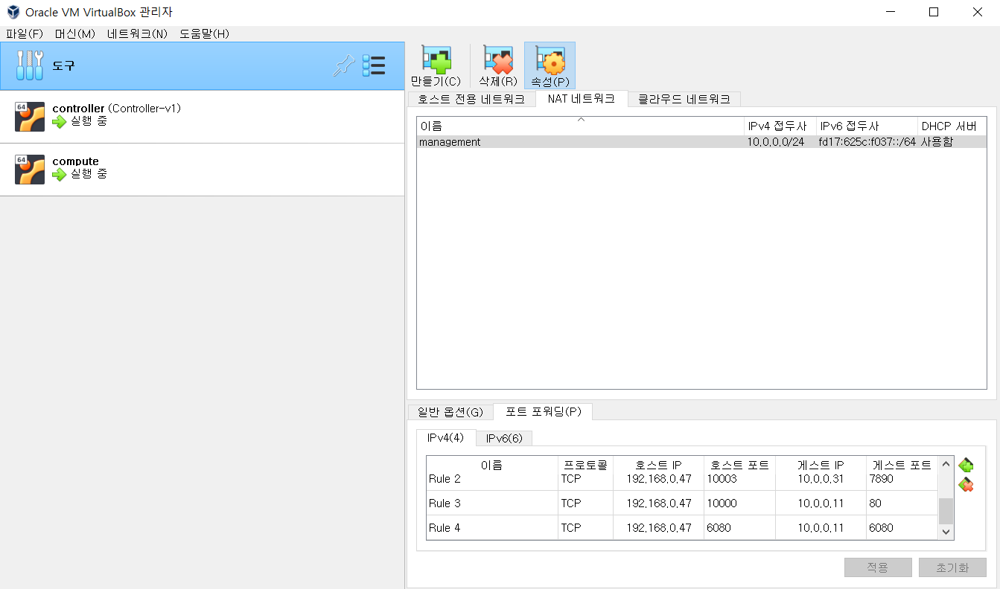 Oracle VM VirtualBox 관리자
파일(F) 머신(M) 네트워크(N) 도움말(H)
도구
64
controller (Controller-v1)
실행 중
64
compute
실행 중
만들기(C) 삭제(R) 속성(P)
호스트 전용 네트워크 NAT 네트워크 클라우드 네트워크
이름 IPv4 접두사 IPv6 접두사 DHCP 서버
management 10.0.0.0/24 fd17:625c:f037::/64 사용함
일반 옵션(G) 포트 포워딩(P)
IPv4(4) IPv6(6)
이름 프로토콜 호스트 IP 호스트 포트 게스트 IP 게스트 포트
Rule 2 TCP 192.168.0.47 10003 10.0.0.31 7890
Rule 3 TCP 192.168.0.47 10000 10.0.0.11 80
Rule 4 TCP 192.168.0.47 6080 10.0.0.11 6080
적용 초기화